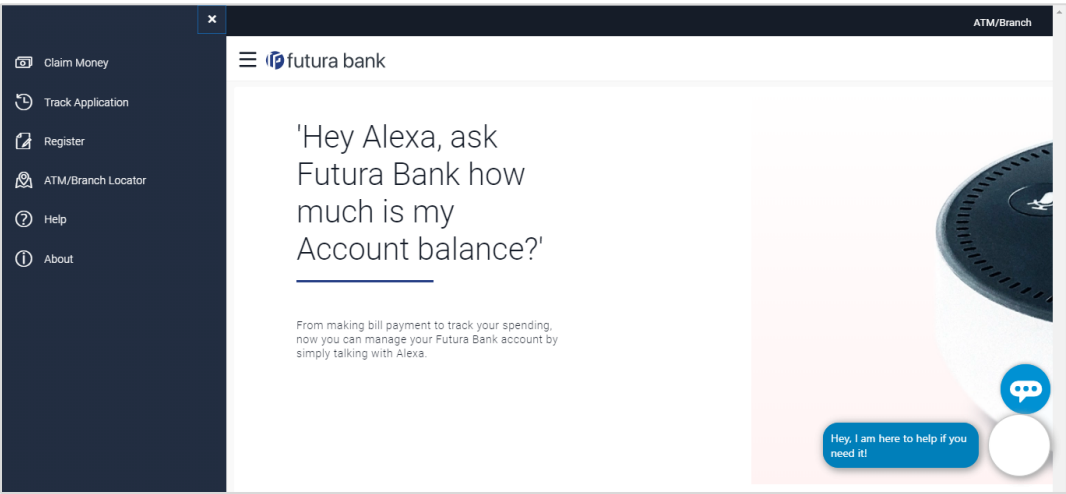 ATM/Branch
Claim Money
Track Application
Register
ATM/Branch Locator
Help
About
futura bank
'Hey Alexa, ask
Futura Bank how
much is my
Account balance?'
From making bill payment to track your spending,
now you can manage your Futura Bank account by
simply talking with Alexa.
Hey, I am here to help if you
need it!